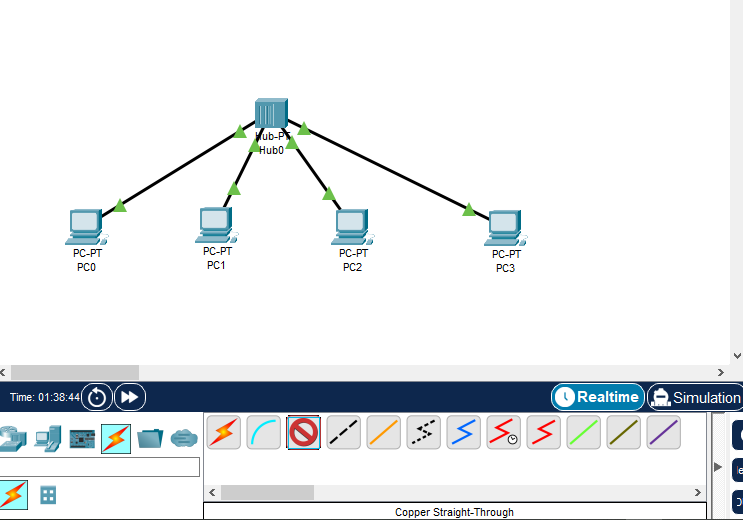 Hub-PT
Hub0
PC-PT
PC0
PC-PT
PC1
PC-PT
PC2
PC-PT
PC3
Time: 01:38:44
Realtime
Simulation
Copper Straight-Through